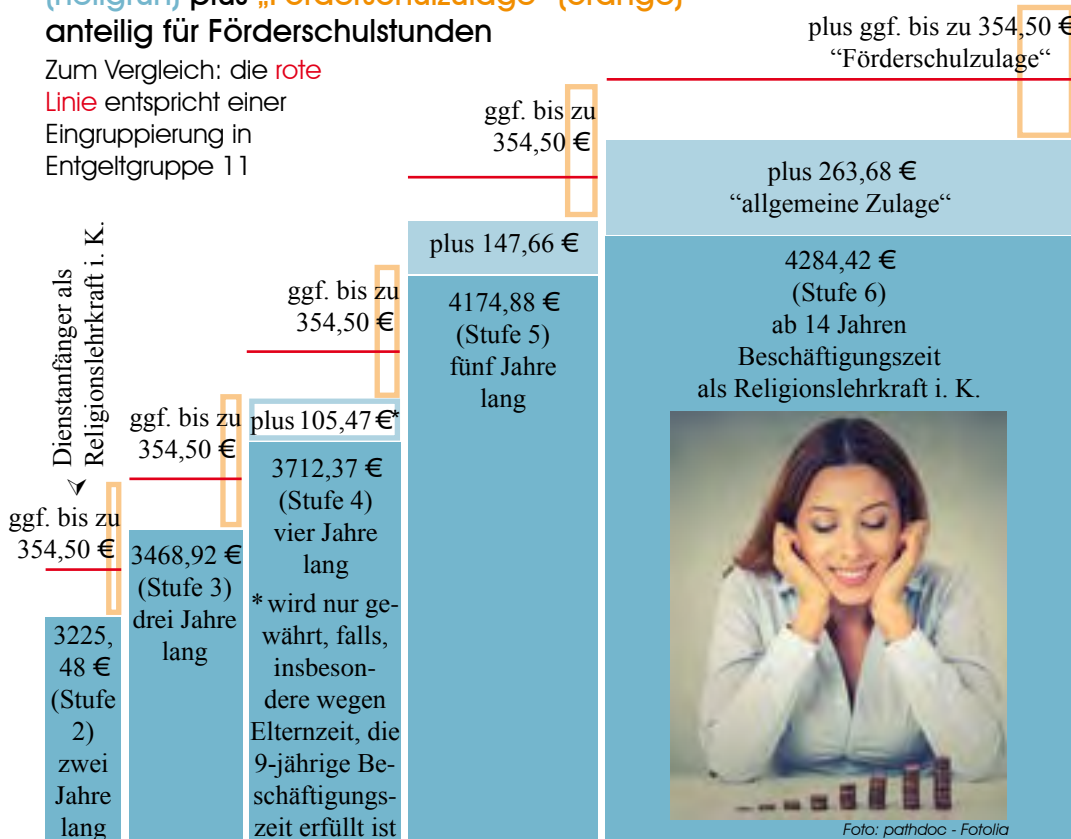 (hellgrün) plus „Förderschulzulage“ (orange)
anteilig für Förderschulstunden
Zum Vergleich: die rote
Linie entspricht einer
Eingruppierung in
Entgeltgruppe 11
Dienstanfänger als
Religionslehrkraft i. K.
ggf. bis zu
354,50 €
3225,
48 €
(Stufe
2)
zwei
Jahre
lang
ggf. bis zu
354,50 €
3468,92 €
(Stufe 3)
drei Jahre
lang
ggf. bis zu
354,50 €
plus 105,47 €*
3712,37 €
(Stufe 4)
vier Jahre
lang
* wird nur ge-
währt, falls,
insbeson-
dere wegen
Elternzeit, die
9-jährige Be-
schäftigungs-
zeit erfüllt ist
ggf. bis zu
354,50 €
plus 147,66 €
4174,88 €
(Stufe 5)
fünf Jahre
lang
plus ggf. bis zu 354,50 €
“Förderschulzulage“
plus 263,68 €
“allgemeine Zulage“
4284,42 €
(Stufe 6)
ab 14 Jahren
Beschäftigungszeit
als Religionslehrkraft i. K.
Foto: pathdoc - Fotolia